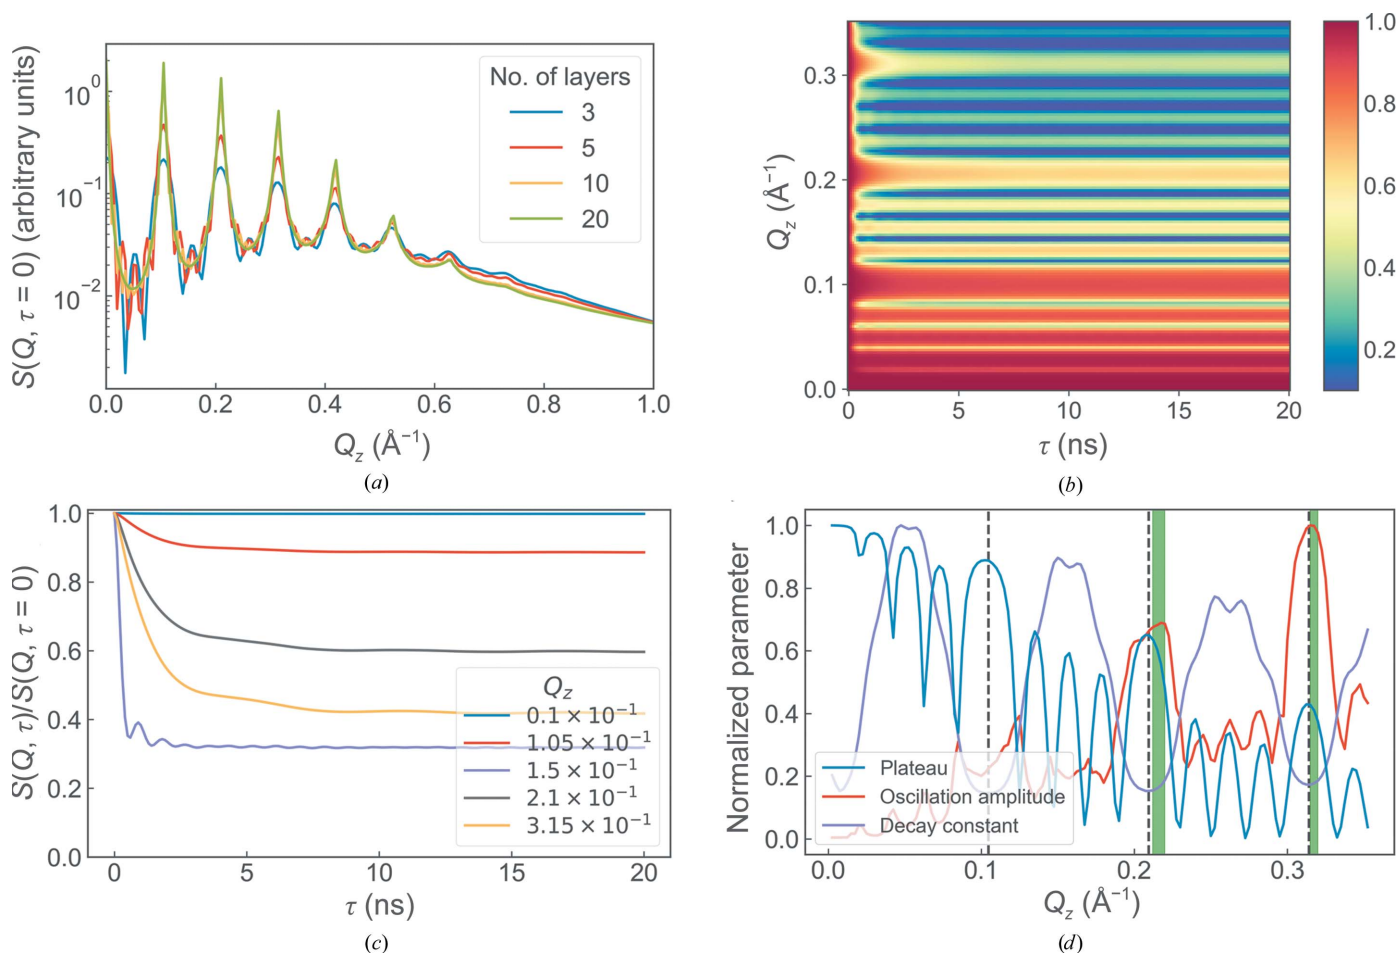 S(Q, τ = 0) (arbitrary units)
10⁰
10⁻¹
10⁻²
No. of layers
3
5
10
20
0.0 0.2 0.4 0.6 0.8 1.0
Q_z (Å⁻¹)
(a)
Q_z (Å⁻¹)
0.3
0.2
0.1
0.0
0 5 10 15 20
τ (ns)
1.0
0.8
0.6
0.4
0.2
(b)
S(Q, τ)/S(Q, τ = 0)
1.0
0.8
0.6
0.4
0.2
0.0
Q_z
0.1 × 10⁻¹
1.05 × 10⁻¹
1.5 × 10⁻¹
2.1 × 10⁻¹
3.15 × 10⁻¹
0 5 10 15 20
τ (ns)
(c)
Normalized parameter
1.0
0.8
0.6
0.4
0.2
0.0
Plateau
Oscillation amplitude
Decay constant
0.0 0.1 0.2 0.3
Q_z (Å⁻¹)
(d)